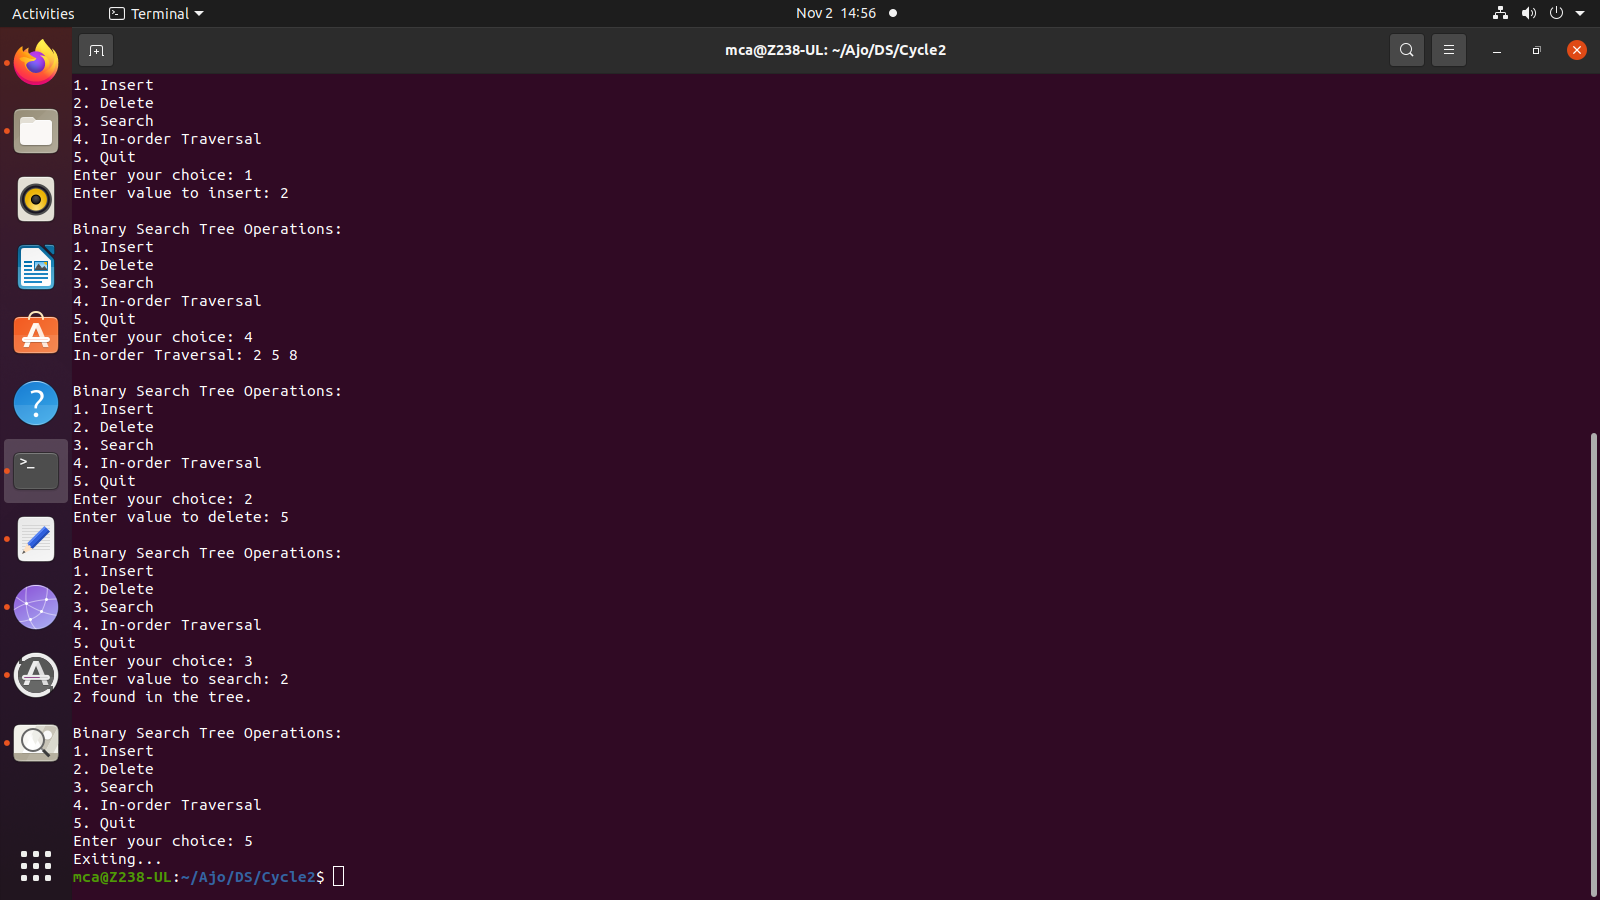 Activities
Terminal
Nov 2 14:56
mca@Z238-UL: ~/Ajo/DS/Cycle2
1. Insert
2. Delete
3. Search
4. In-order Traversal
5. Quit
Enter your choice: 1
Enter value to insert: 2
Binary Search Tree Operations:
1. Insert
2. Delete
3. Search
4. In-order Traversal
5. Quit
Enter your choice: 4
In-order Traversal: 2 5 8
Binary Search Tree Operations:
1. Insert
2. Delete
3. Search
4. In-order Traversal
5. Quit
Enter your choice: 2
Enter value to delete: 5
Binary Search Tree Operations:
1. Insert
2. Delete
3. Search
4. In-order Traversal
5. Quit
Enter your choice: 3
Enter value to search: 2
2 found in the tree.
Binary Search Tree Operations:
1. Insert
2. Delete
3. Search
4. In-order Traversal
5. Quit
Enter your choice: 5
Exiting...
mca@Z238-UL:~/Ajo/DS/Cycle2$